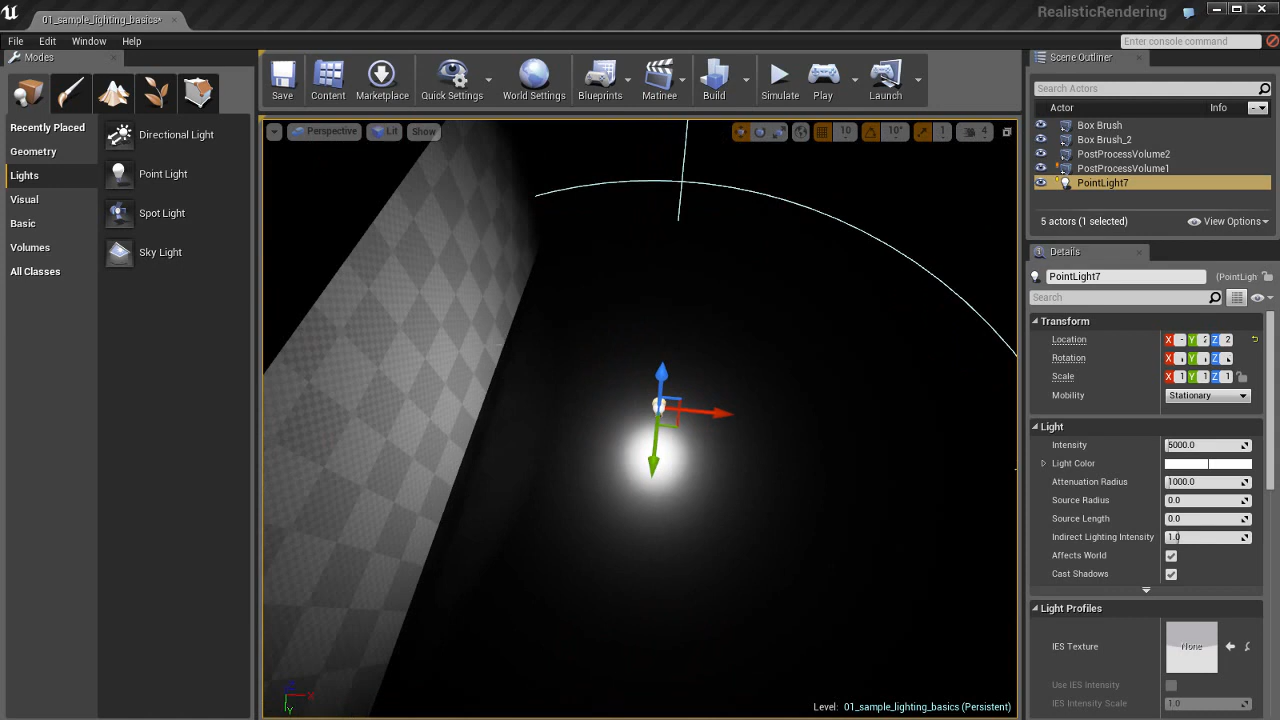 RealisticRendering
01_sample_lighting_basics*
File Edit Window Help
Enter console command
Modes
Recently Placed
Geometry
Lights
Visual
Basic
Volumes
All Classes
Directional Light
Point Light
Spot Light
Sky Light
Save Content Marketplace Quick Settings World Settings Blueprints Matinee Build Simulate Play Launch
Perspective Lit Show
10 10° 1 4
Level: 01_sample_lighting_basics (Persistent)
X
Y
Scene Outliner
Search Actors
Actor Info
Box Brush
Box Brush_2
PostProcessVolume2
PostProcessVolume1
PointLight7
5 actors (1 selected) View Options
Details
PointLight7 (PointLigh
Search
Transform
Location X - Y 2 Z 2
Rotation X Y Z
Scale X 1 Y 1 Z 1
Mobility Stationary
Light
Intensity 5000.0
Light Color
Attenuation Radius 1000.0
Source Radius 0.0
Source Length 0.0
Indirect Lighting Intensity 1.0
Affects World
Cast Shadows
Light Profiles
IES Texture None
Use IES Intensity
IES Intensity Scale 1.0